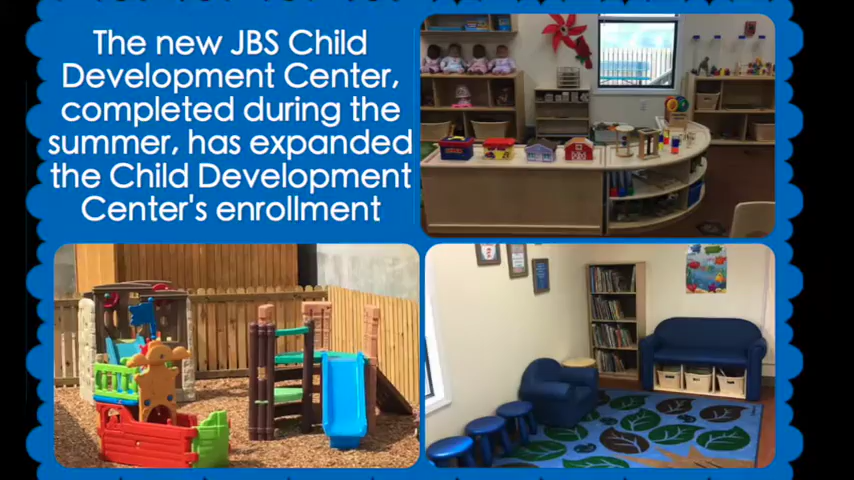 The new JBS Child
Development Center,
completed during the
summer, has expanded
the Child Development
Center's enrollment